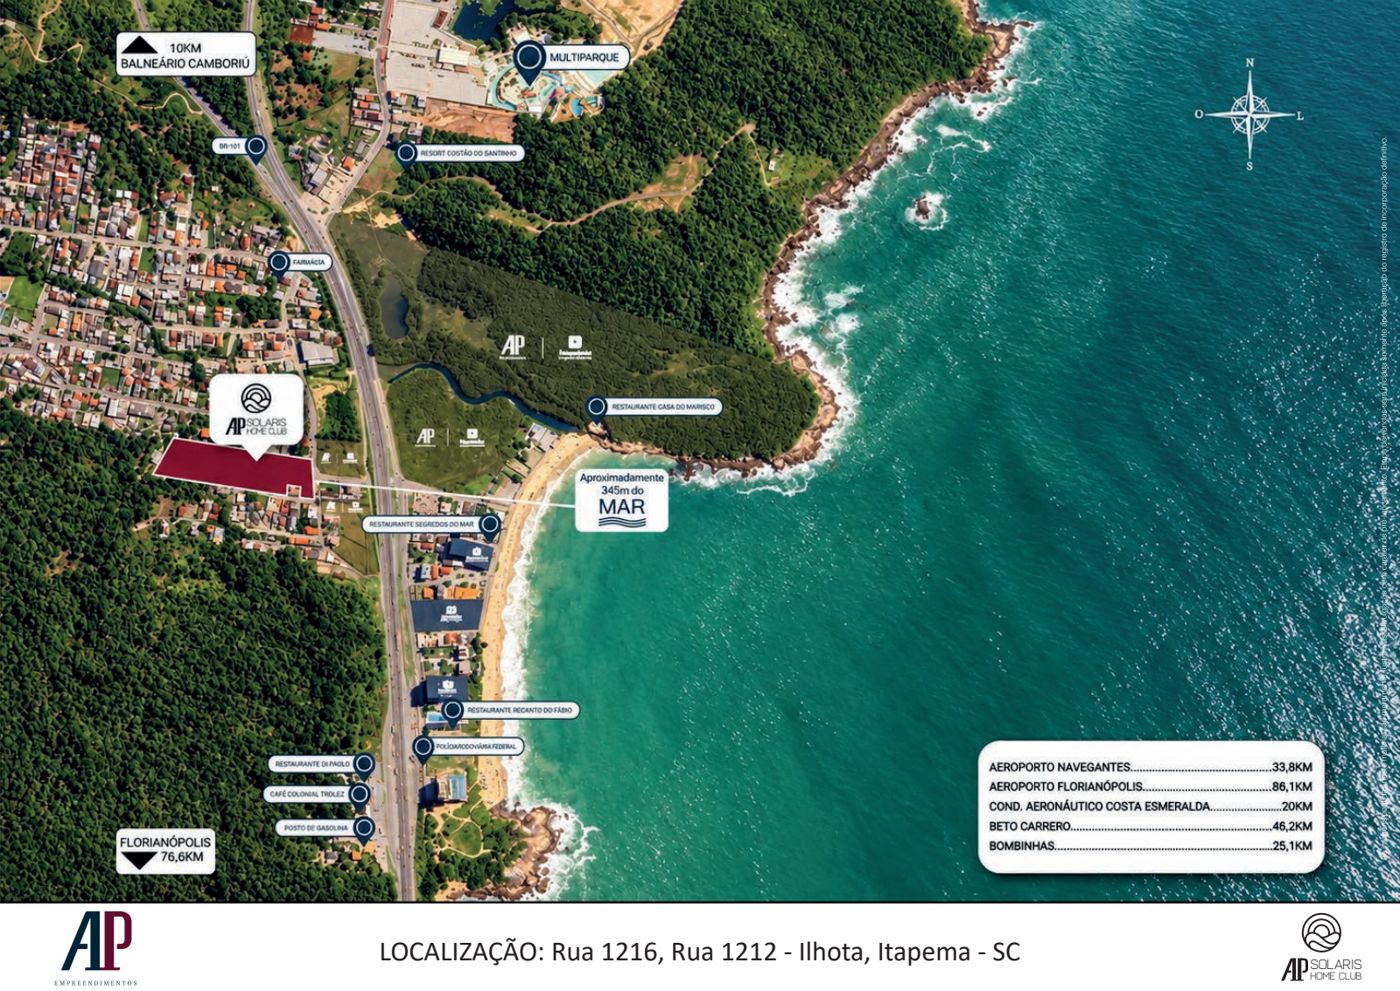 10KM
BALNEÁRIO CAMBORIÚ
MULTIPARQUE
N
O
L
S
BR-101
RESORT COSTÃO DO SANTINHO
FARMÁCIA
AP
AP
SOLARIS
HOME CLUB
RESTAURANTE CASA DO MARISCO
AP
Aproximadamente
345m do
MAR
RESTAURANTE SEGREDOS DO MAR
RESTAURANTE RECANTO DO FÁBIO
POLÍCIA RODOVIÁRIA FEDERAL
RESTAURANTE DI PAOLO
CAFÉ COLONIAL TROLEZ
POSTO DE GASOLINA
FLORIANÓPOLIS
76,6KM
AEROPORTO NAVEGANTES........33,8KM
AEROPORTO FLORIANÓPOLIS........86,1KM
COND. AERONÁUTICO COSTA ESMERALDA........20KM
BETO CARRERO........46,2KM
BOMBINHAS........25,1KM
AP
EMPREENDIMENTOS
LOCALIZAÇÃO: Rua 1216, Rua 1212 - Ilhota, Itapema - SC
AP SOLARIS
HOME CLUB